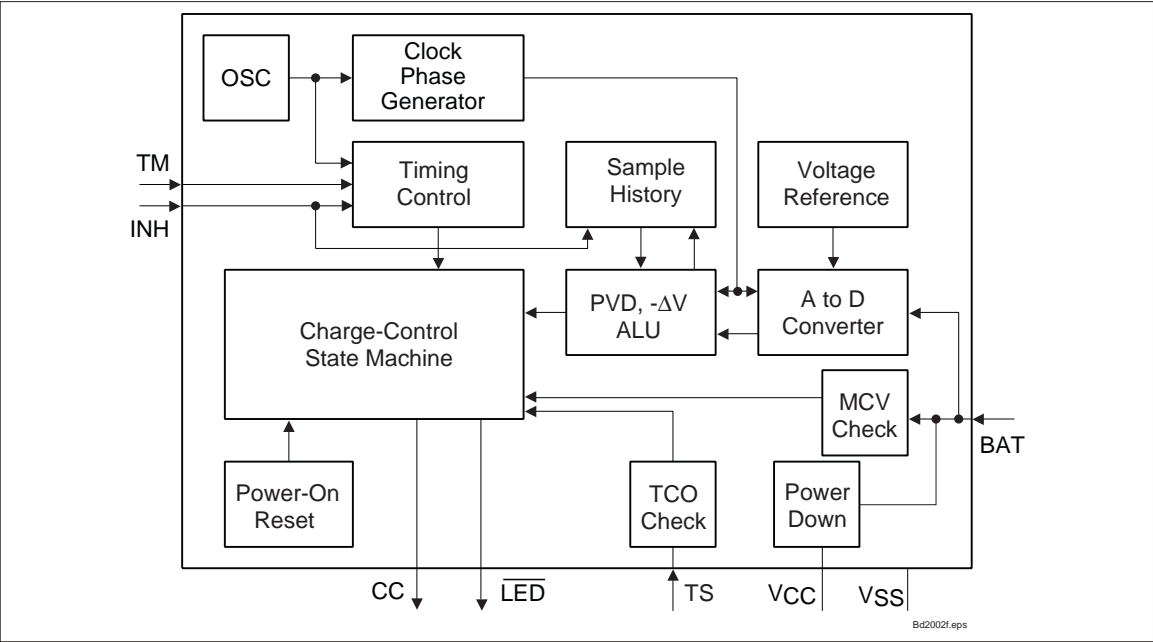 OSC
Clock
Phase
Generator
TM
INH
Timing
Control
Sample
History
Voltage
Reference
Charge-Control
State Machine
PVD, -ΔV
ALU
A to D
Converter
MCV
Check
BAT
Power-On
Reset
TCO
Check
Power
Down
CC
L̅E̅D̅
TS
VCC
VSS
Bd2002f.eps